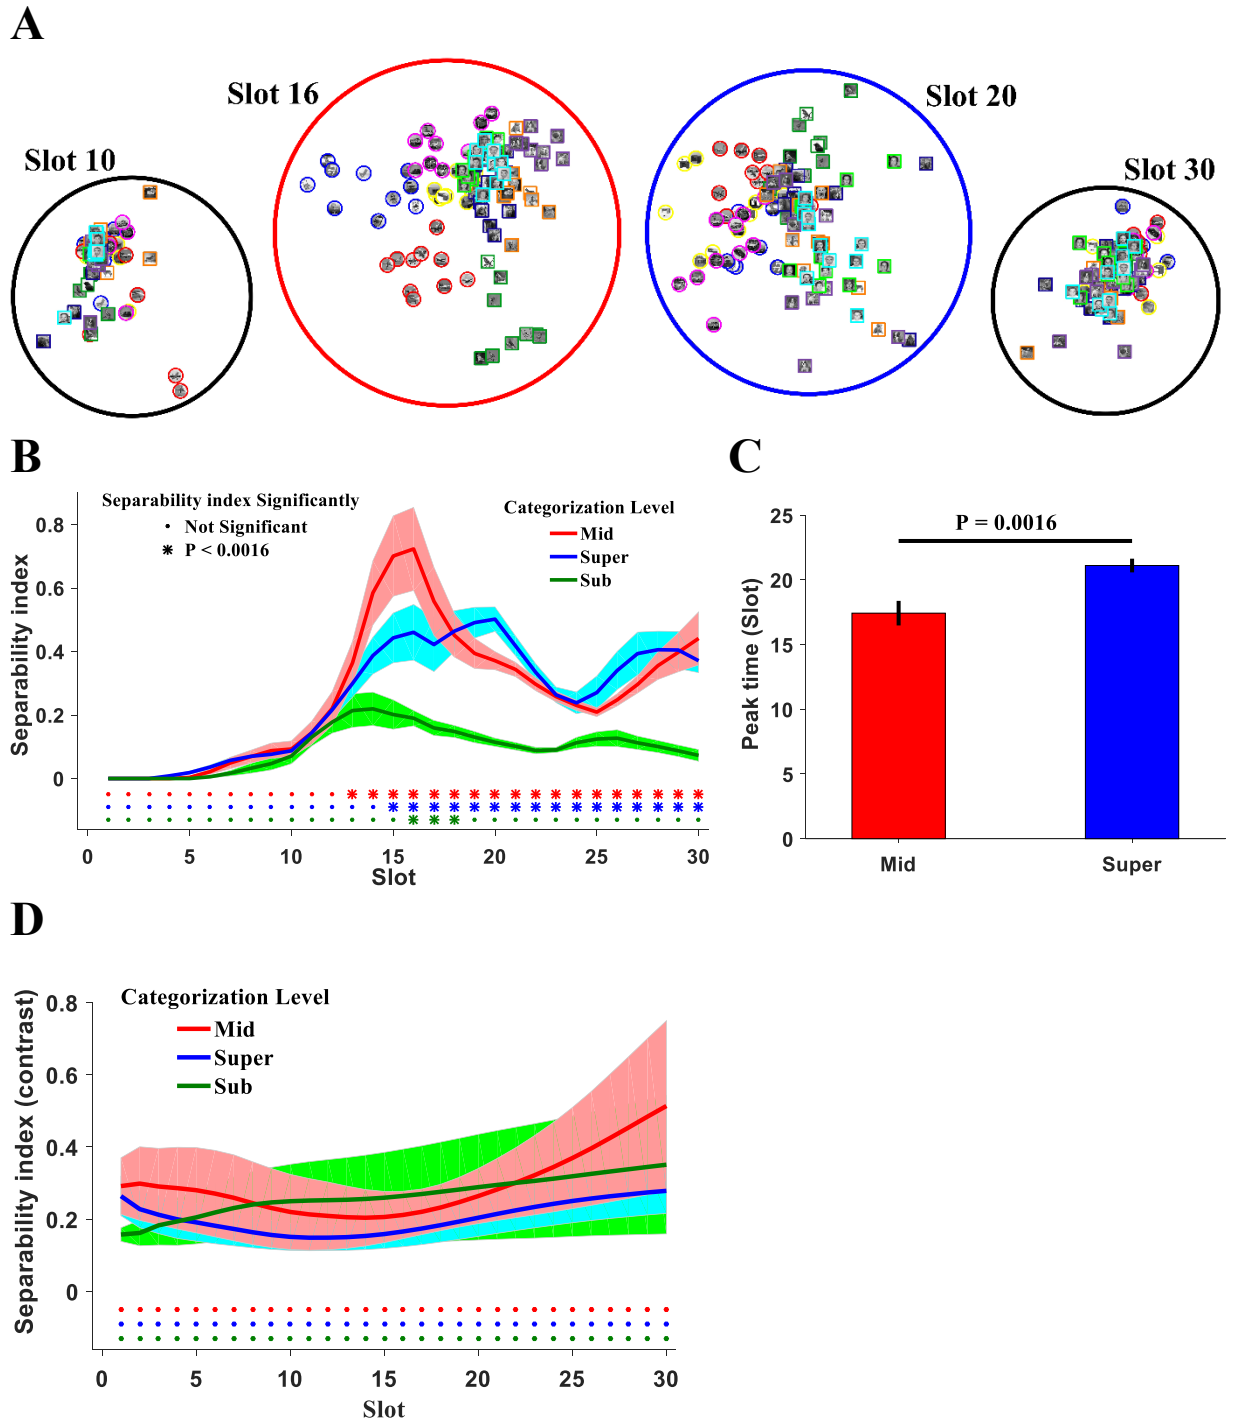 A
Slot 10
Slot 16
Slot 20
Slot 30
B
Separability index Significantly
Not Significant
P < 0.0016
Categorization Level
Mid
Super
Sub
Separability index
0.8
0.6
0.4
0.2
0
0 5 10 15 20 25 30
Slot
C
P = 0.0016
Peak time (Slot)
25
20
15
10
5
0
Mid Super
D
Categorization Level
Mid
Super
Sub
Separability index (contrast)
0.8
0.6
0.4
0.2
0
0 5 10 15 20 25 30
Slot